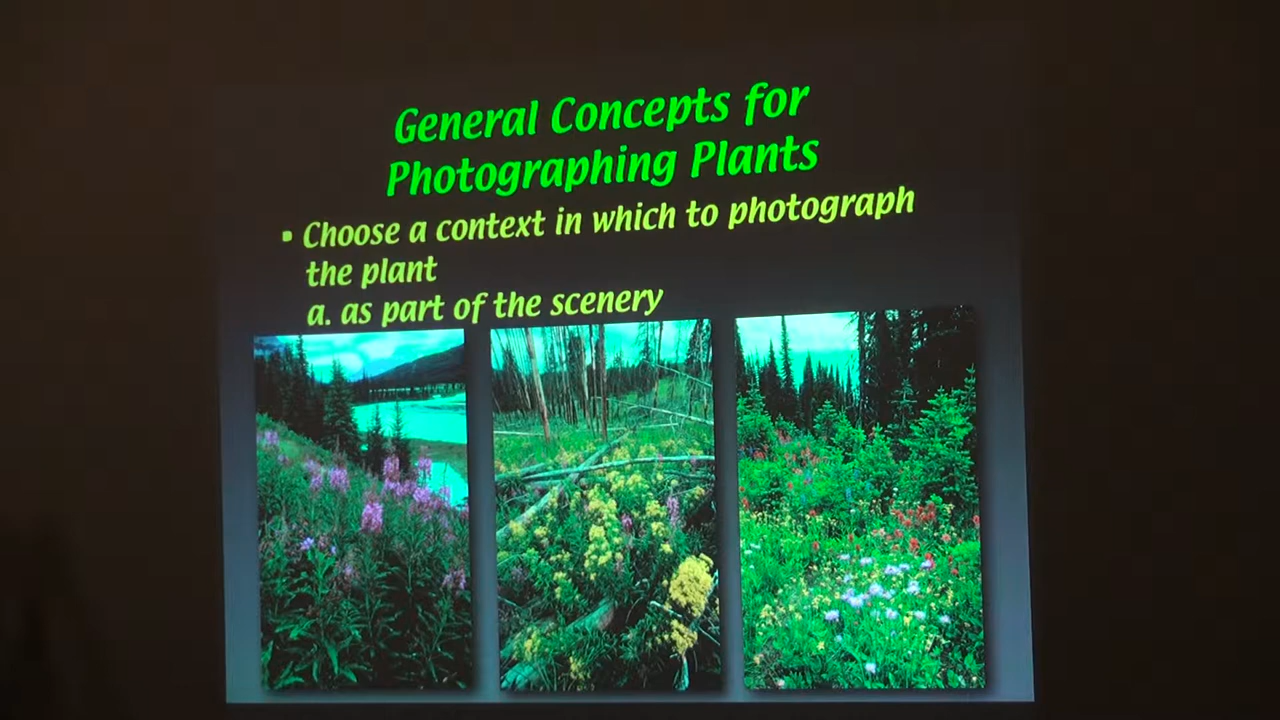 General Concepts for
Photographing Plants
▪ Choose a context in which to photograph
the plant
a. as part of the scenery